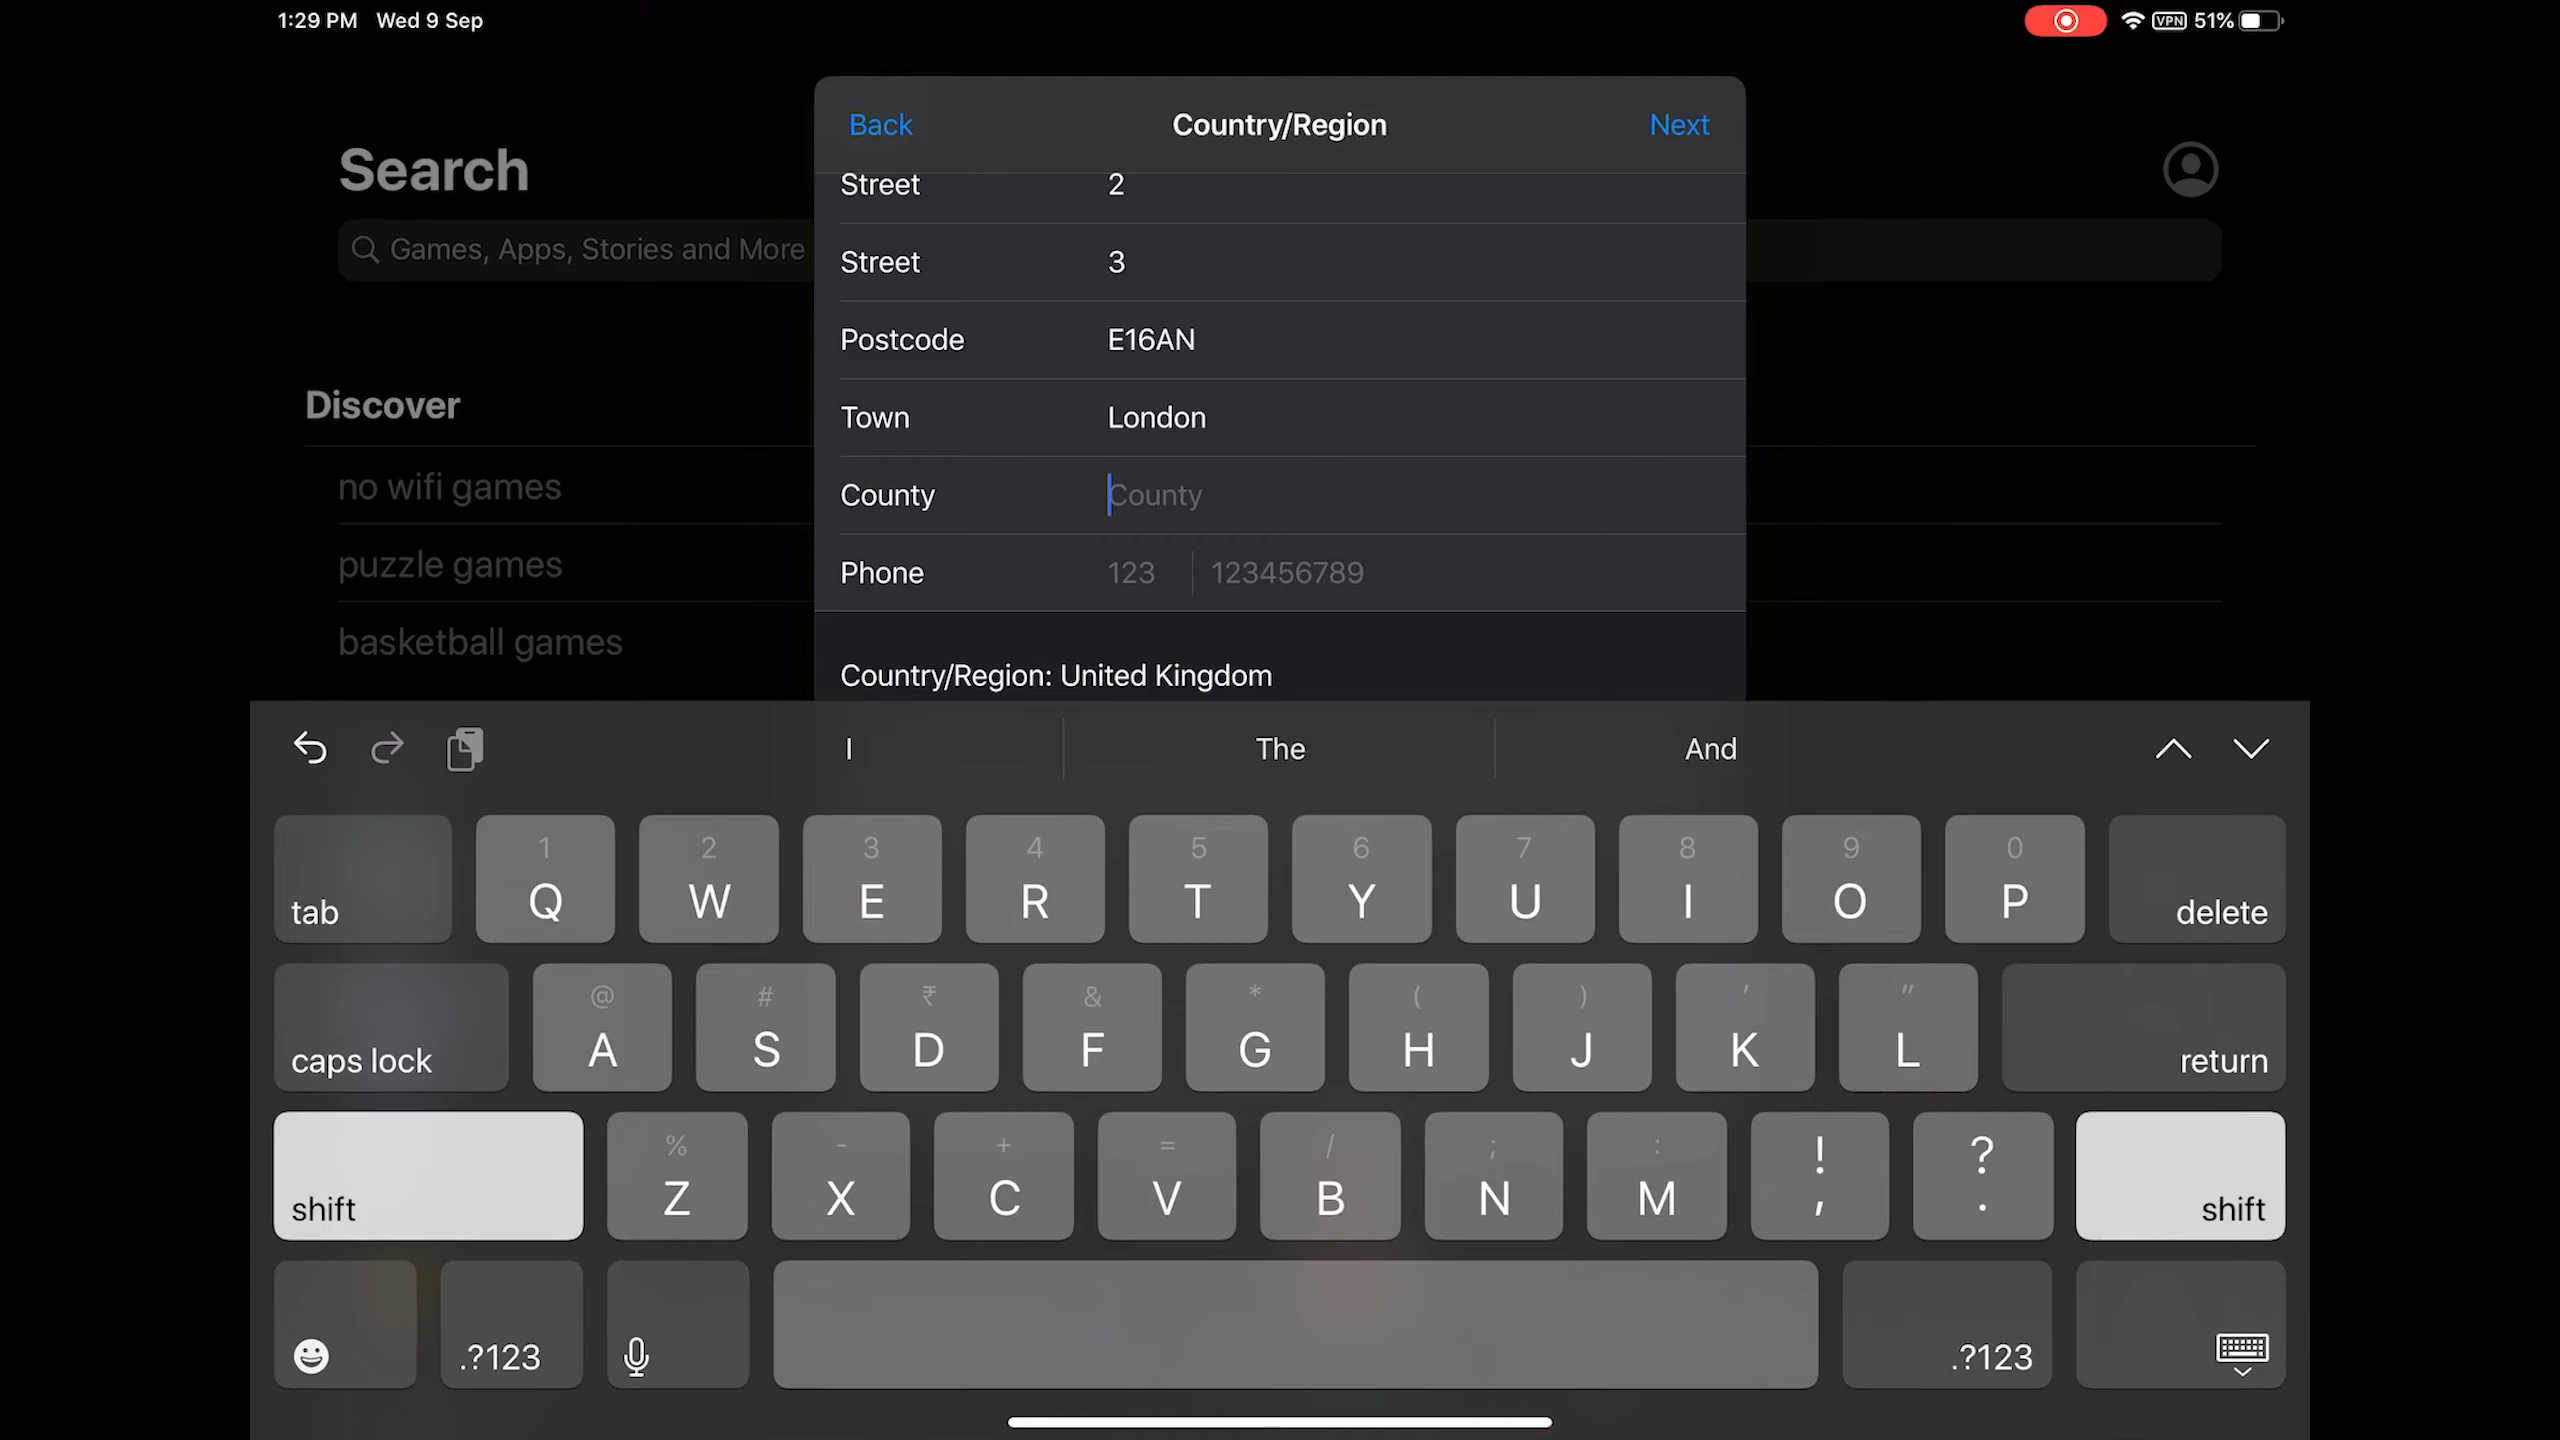 1:29 PM Wed 9 Sep
VPN 51%
Back Country/Region Next
Search
Games, Apps, Stories and More
Street 2
Street 3
Postcode E16AN
Town London
County County
Phone 123 123456789
Country/Region: United Kingdom
Discover
no wifi games
puzzle games
basketball games
I The And
1 2 3 4 5 6 7 8 9 0
tab Q W E R T Y U I O P delete
@ # ₹ & * ( ) ' "
caps lock A S D F G H J K L return
% - + = / ; : ! ?
shift Z X C V B N M , . shift
.?123 .?123